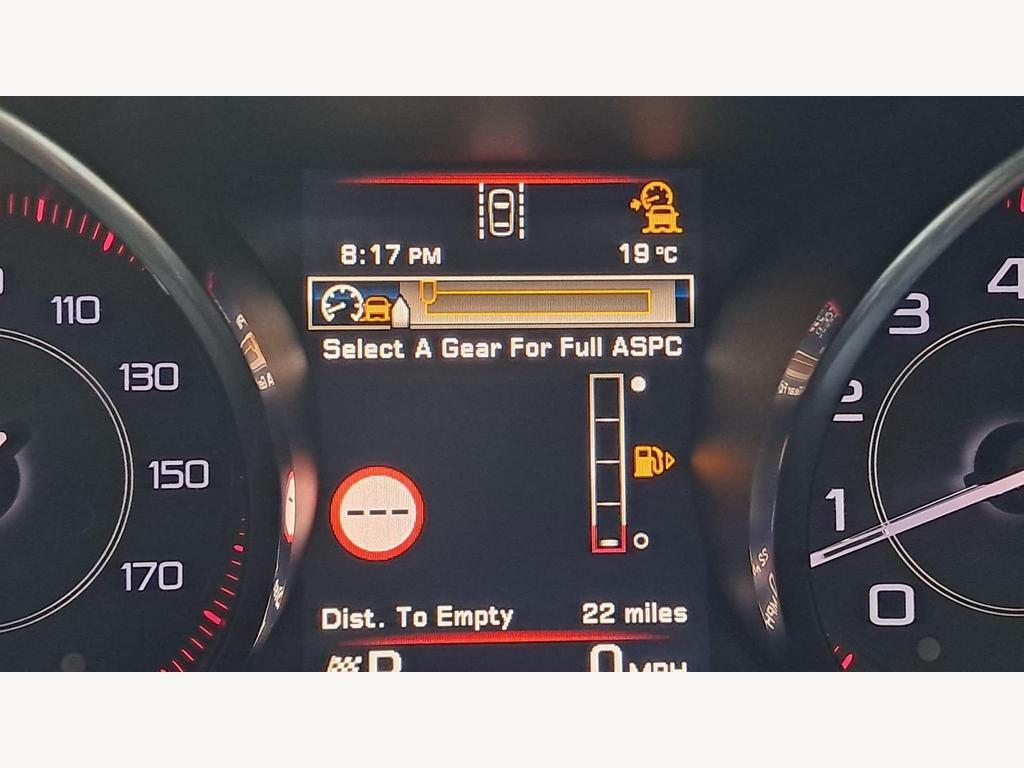 8:17 PM
19 °C
Select A Gear For Full ASPC
110
130
150
170
4
3
2
1
0
---
Dist. To Empty 22 miles
P 0 MPH